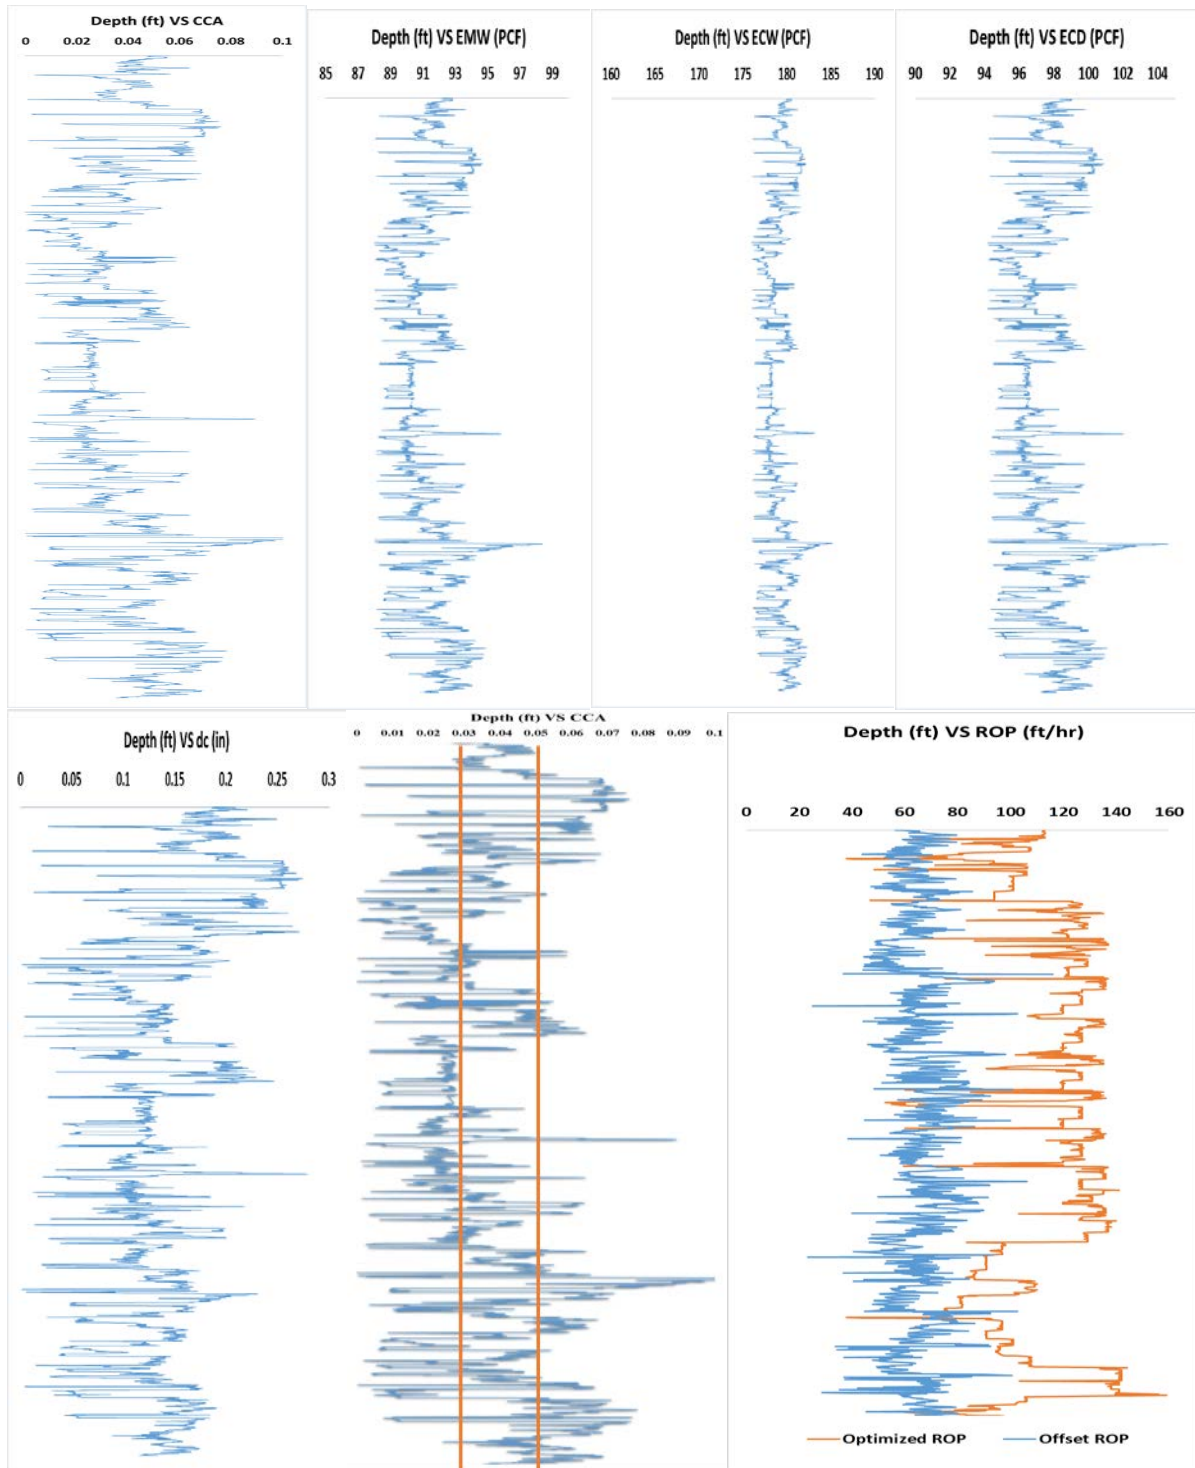 Depth (ft) VS CCA
0 0.02 0.04 0.06 0.08 0.1
Depth (ft) VS EMW (PCF)
85 87 89 91 93 95 97 99
Depth (ft) VS ECW (PCF)
160 165 170 175 180 185 190
Depth (ft) VS ECD (PCF)
90 92 94 96 98 100 102 104
Depth (ft) VS dc (in)
0 0.05 0.1 0.15 0.2 0.25 0.3
Depth (ft) VS CCA
0 0.01 0.02 0.03 0.04 0.05 0.06 0.07 0.08 0.09 0.1
Depth (ft) VS ROP (ft/hr)
0 20 40 60 80 100 120 140 160
Optimized ROP Offset ROP